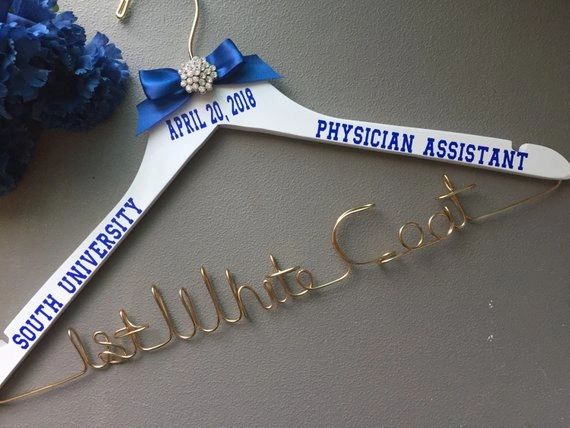 APRIL 20, 2018
SOUTH UNIVERSITY
PHYSICIAN ASSISTANT
1st White Coat